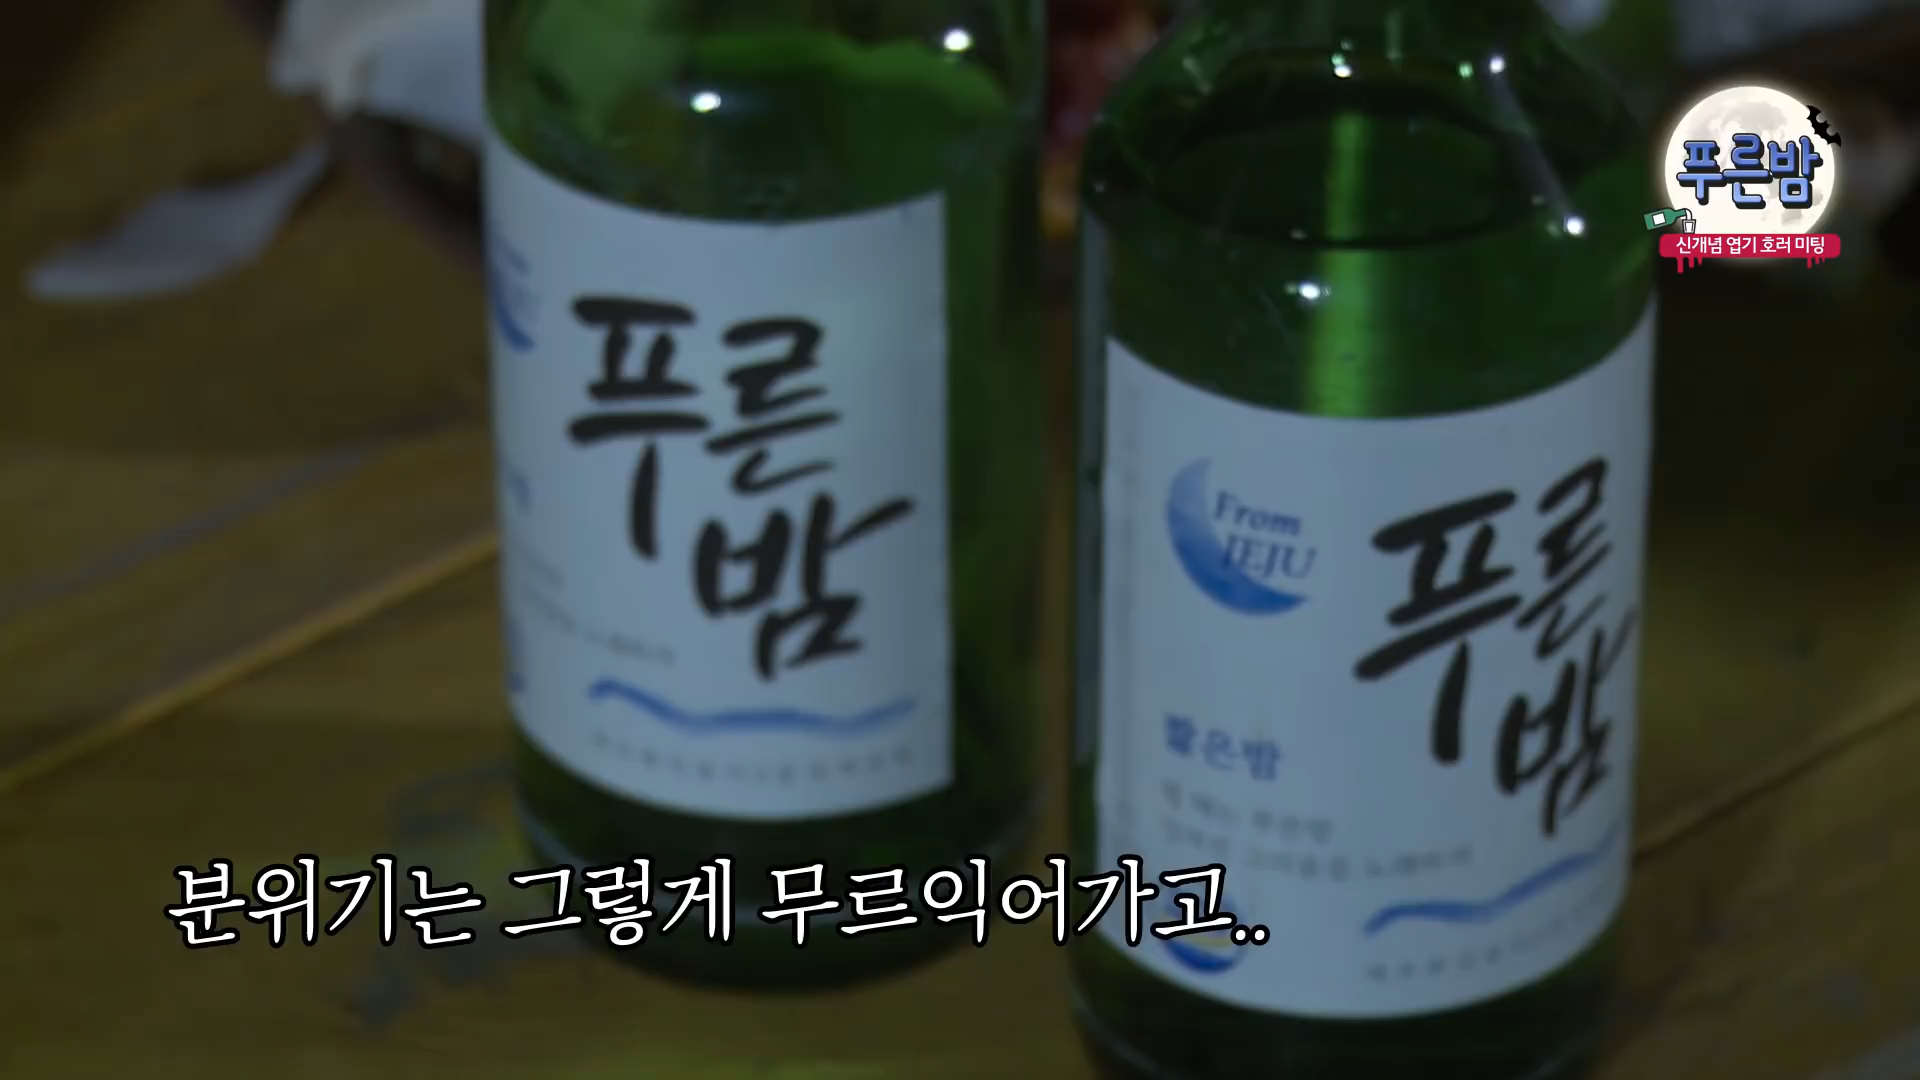 푸른밤
신개념 엽기 호러 미팅
푸른
밤
From
JEJU
푸른
밤
짧은밤
분위기는 그렇게 무르익어가고..